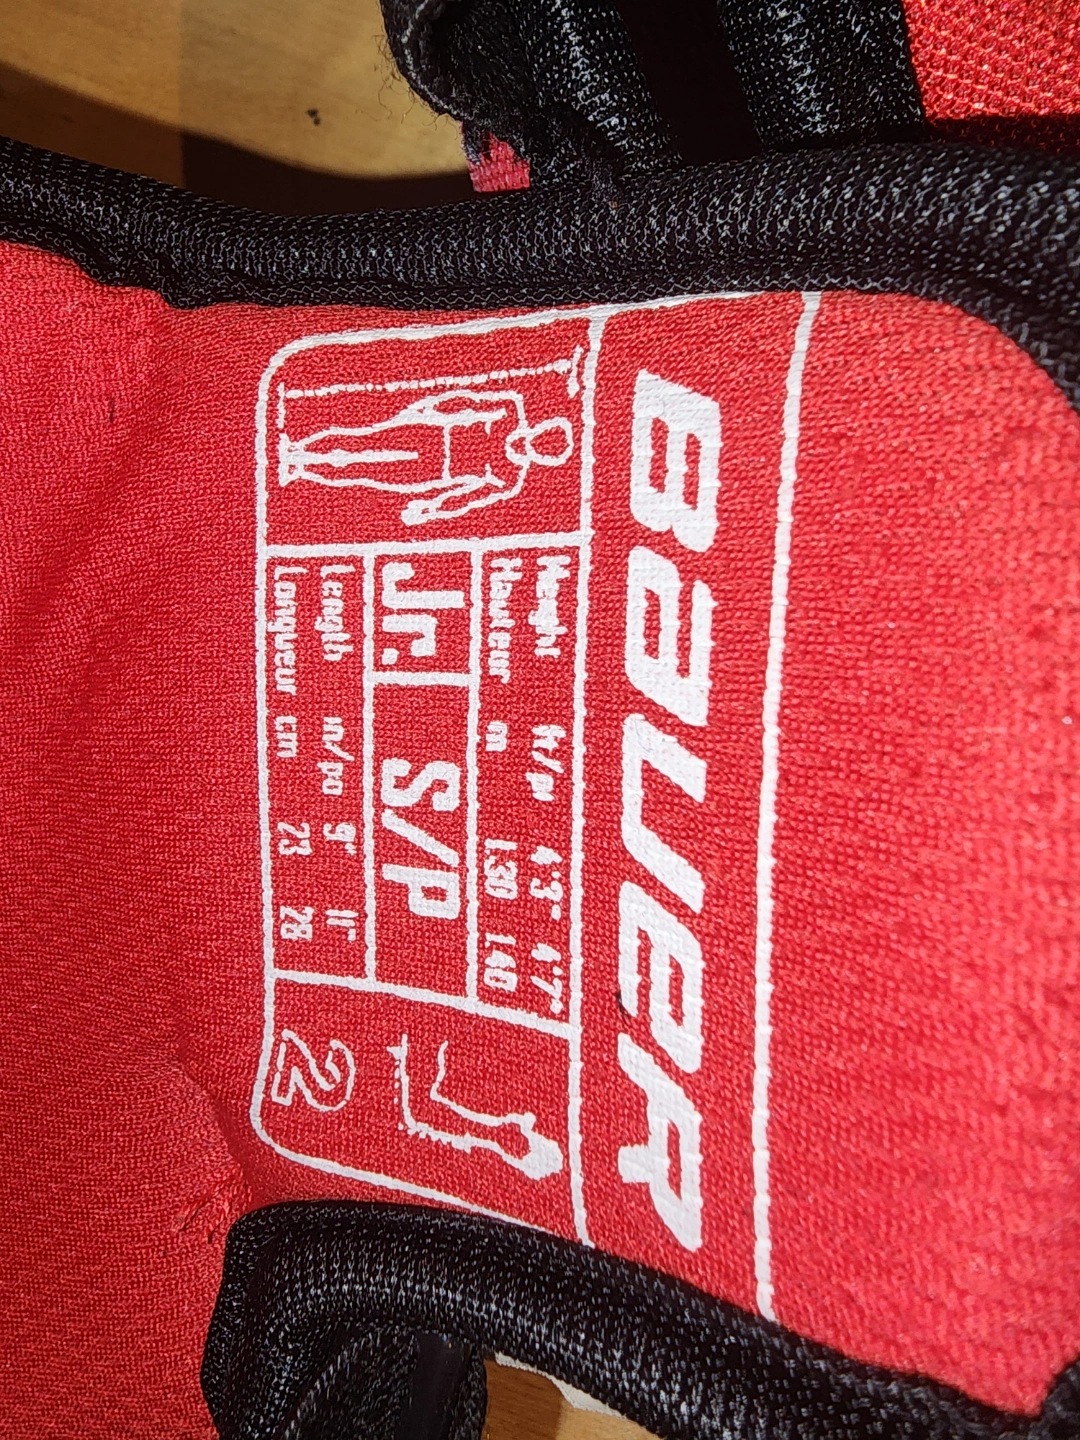 BAUER
Height ft/pi 4'3" 4'7"
Hauteur m 1.30 1.40
Jr. S/P
Length in/po 9" 11"
Longueur cm 23 28
2